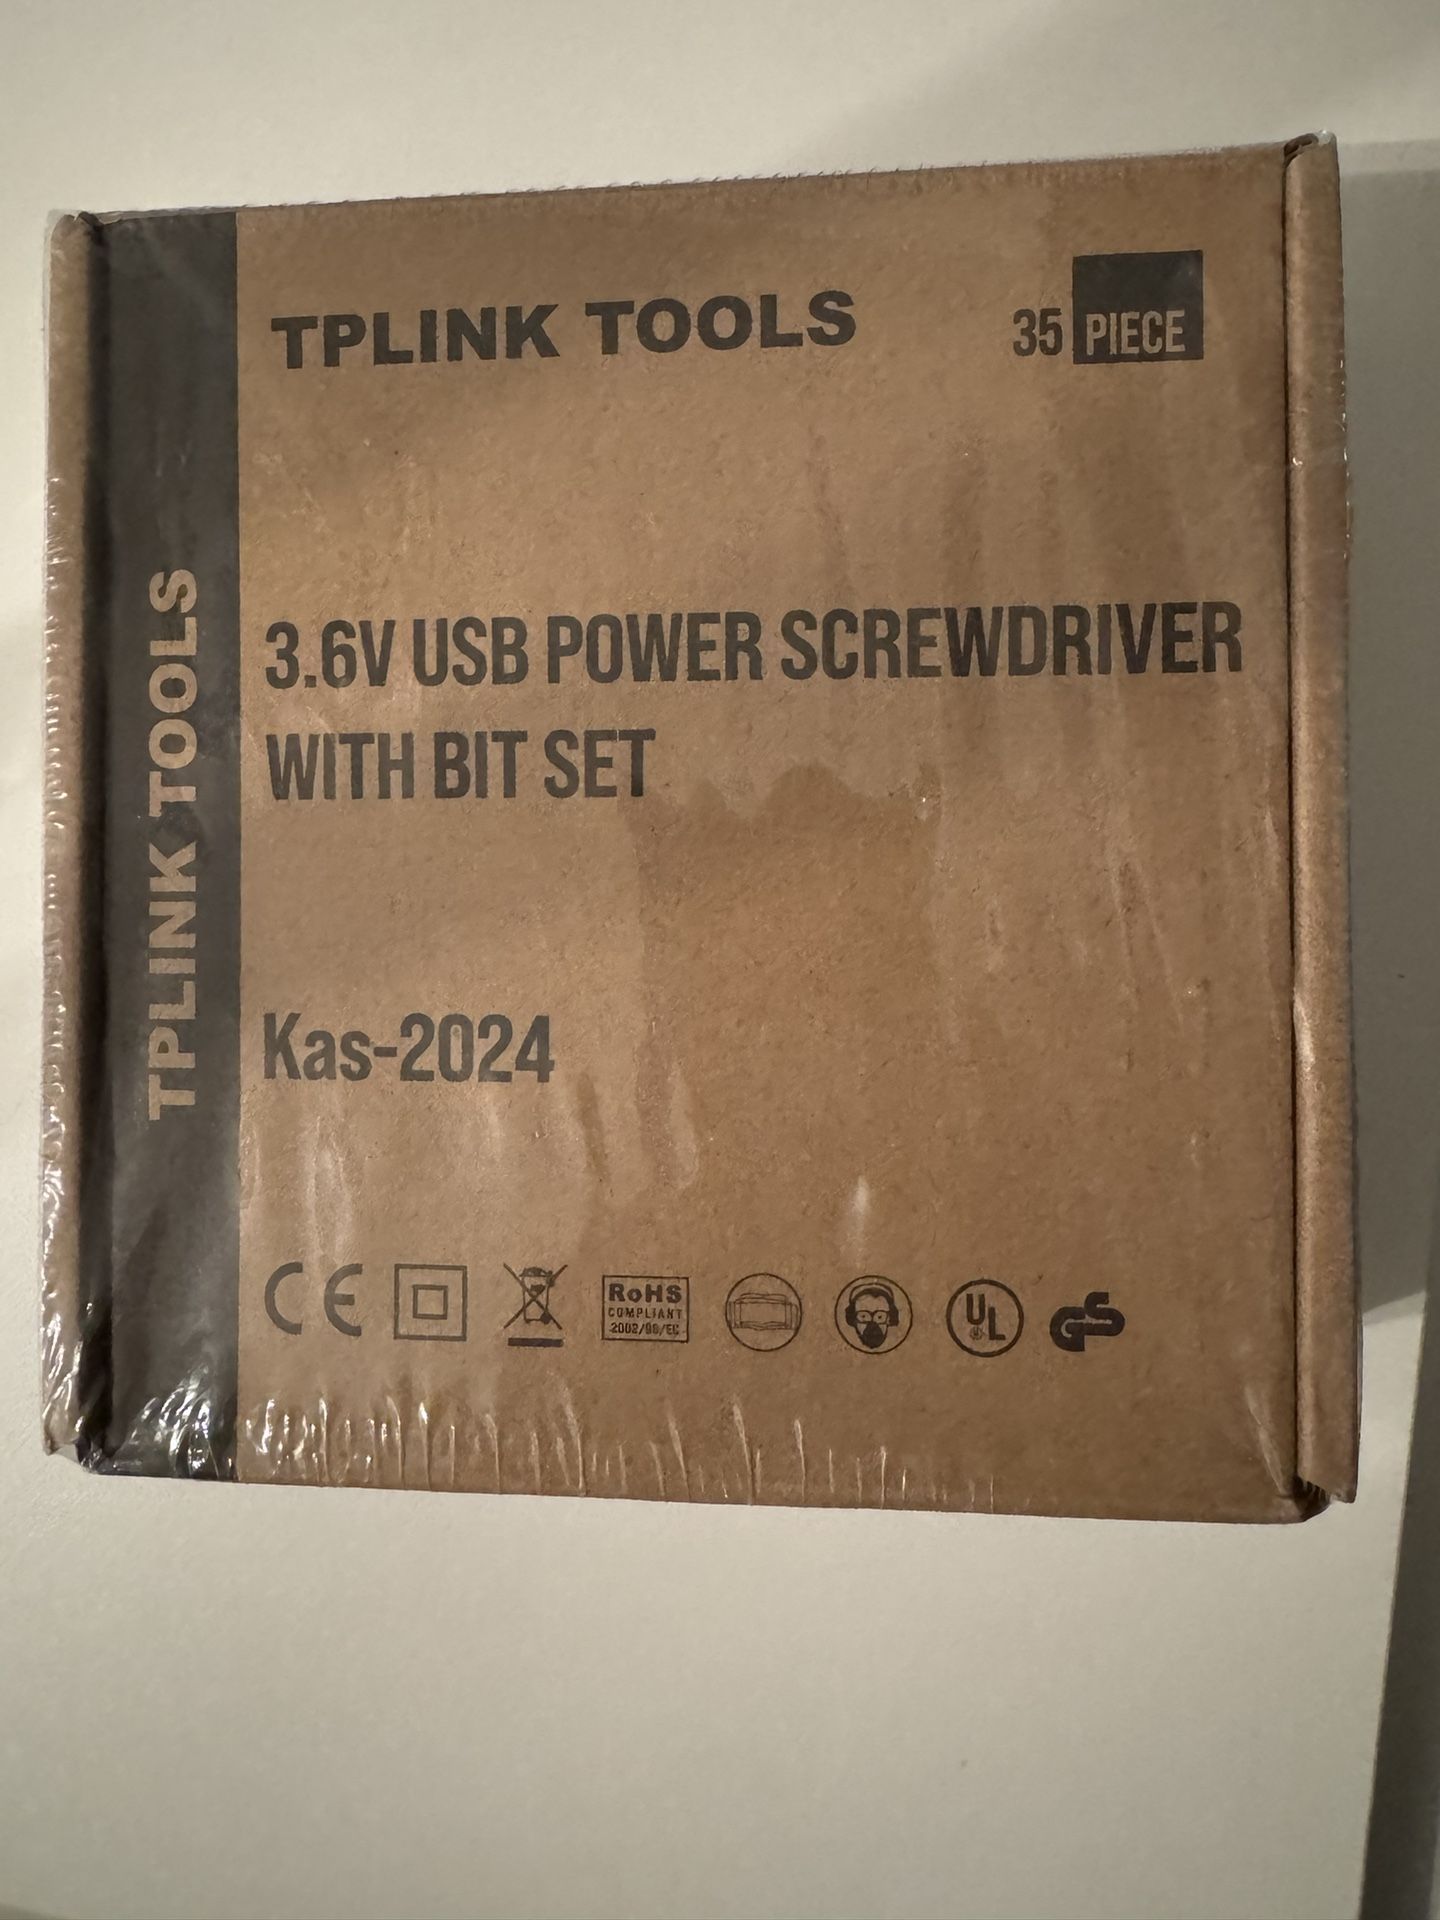 TPLINK TOOLS
35 PIECE
TPLINK TOOLS
3.6V USB POWER SCREWDRIVER
WITH BIT SET
Kas-2024
CE
RoHS
COMPLIANT
2002/95/EC
UL
GS